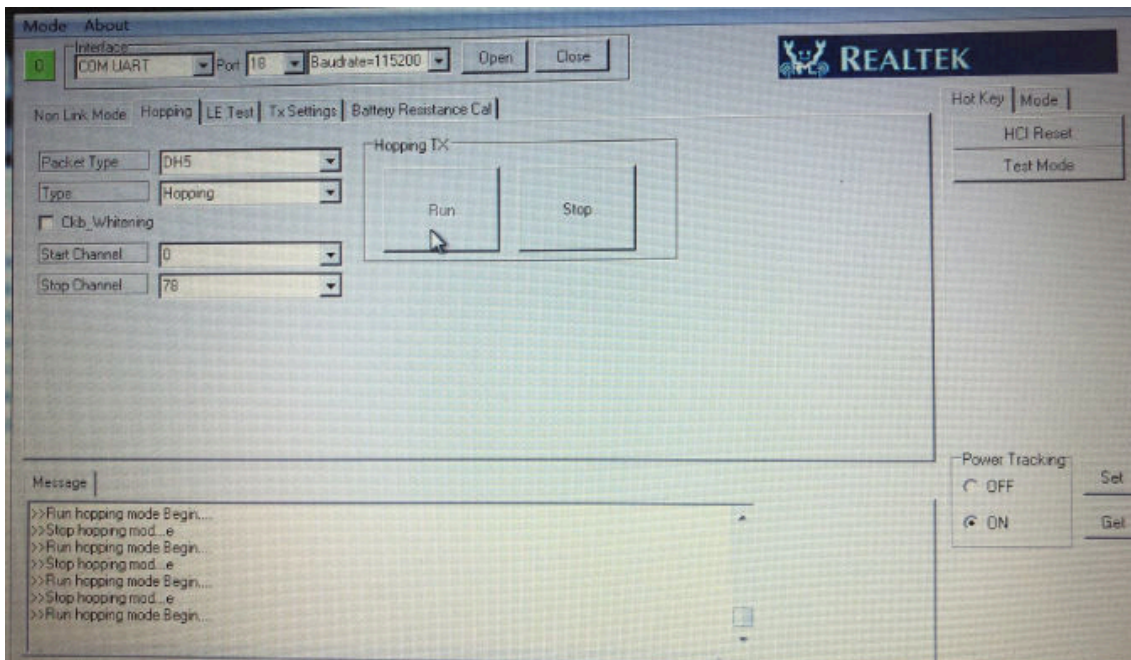 Mode About
Interface
0 COM UART Port 18 Baudrate=115200 Open Close
REALTEK
Non Link Mode Hopping LE Test Tx Settings Battery Resistance Cal
Hot Key Mode
HCI Reset
Test Mode
Packet Type DH5
Type Hopping
Ckb_Whitening
Start Channel 0
Stop Channel 78
Hopping TX
Run Stop
Power Tracking
OFF Set
ON Get
Message
>>Run hopping mode Begin....
>>Stop hopping mod...e
>>Run hopping mode Begin....
>>Stop hopping mod...e
>>Run hopping mode Begin....
>>Stop hopping mod...e
>>Run hopping mode Begin....